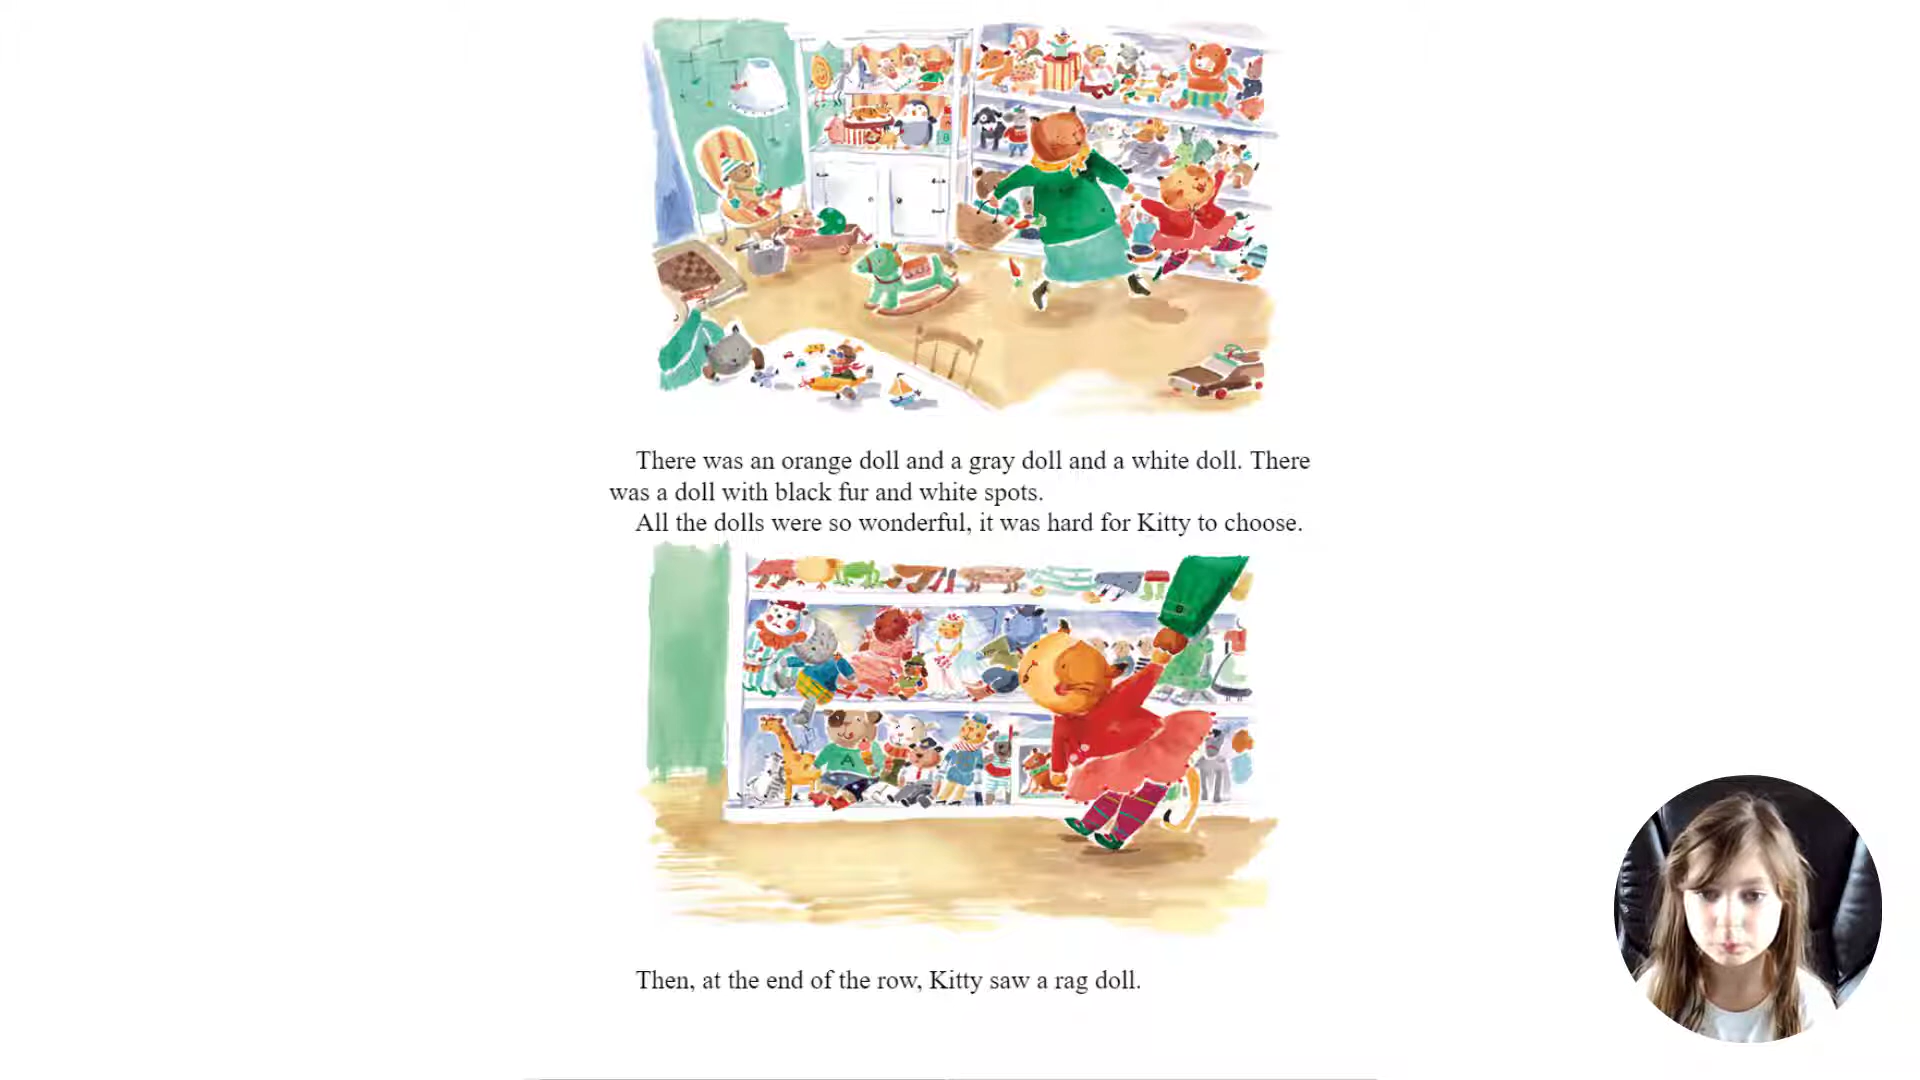 There was an orange doll and a gray doll and a white doll. There
was a doll with black fur and white spots.
All the dolls were so wonderful, it was hard for Kitty to choose.
A
Then, at the end of the row, Kitty saw a rag doll.